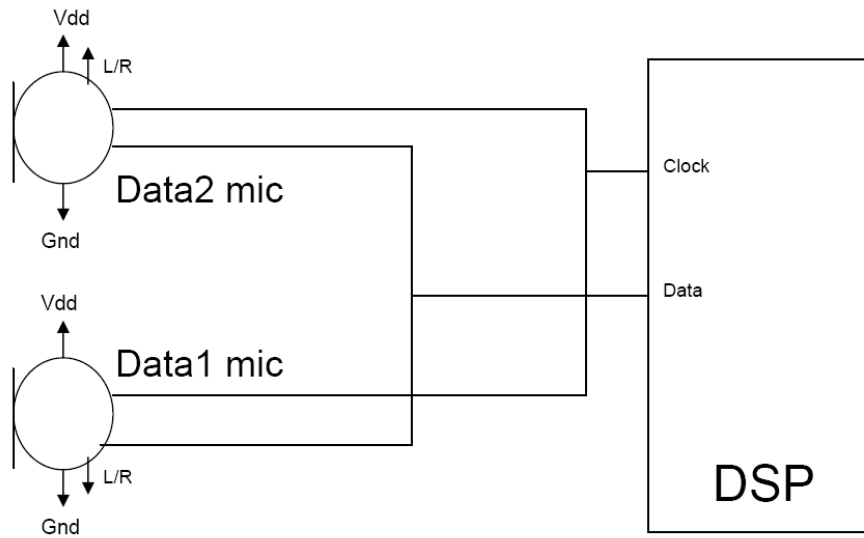 Vdd
L/R
Clock
Data2 mic
Gnd
Data
Vdd
Data1 mic
L/R
DSP
Gnd